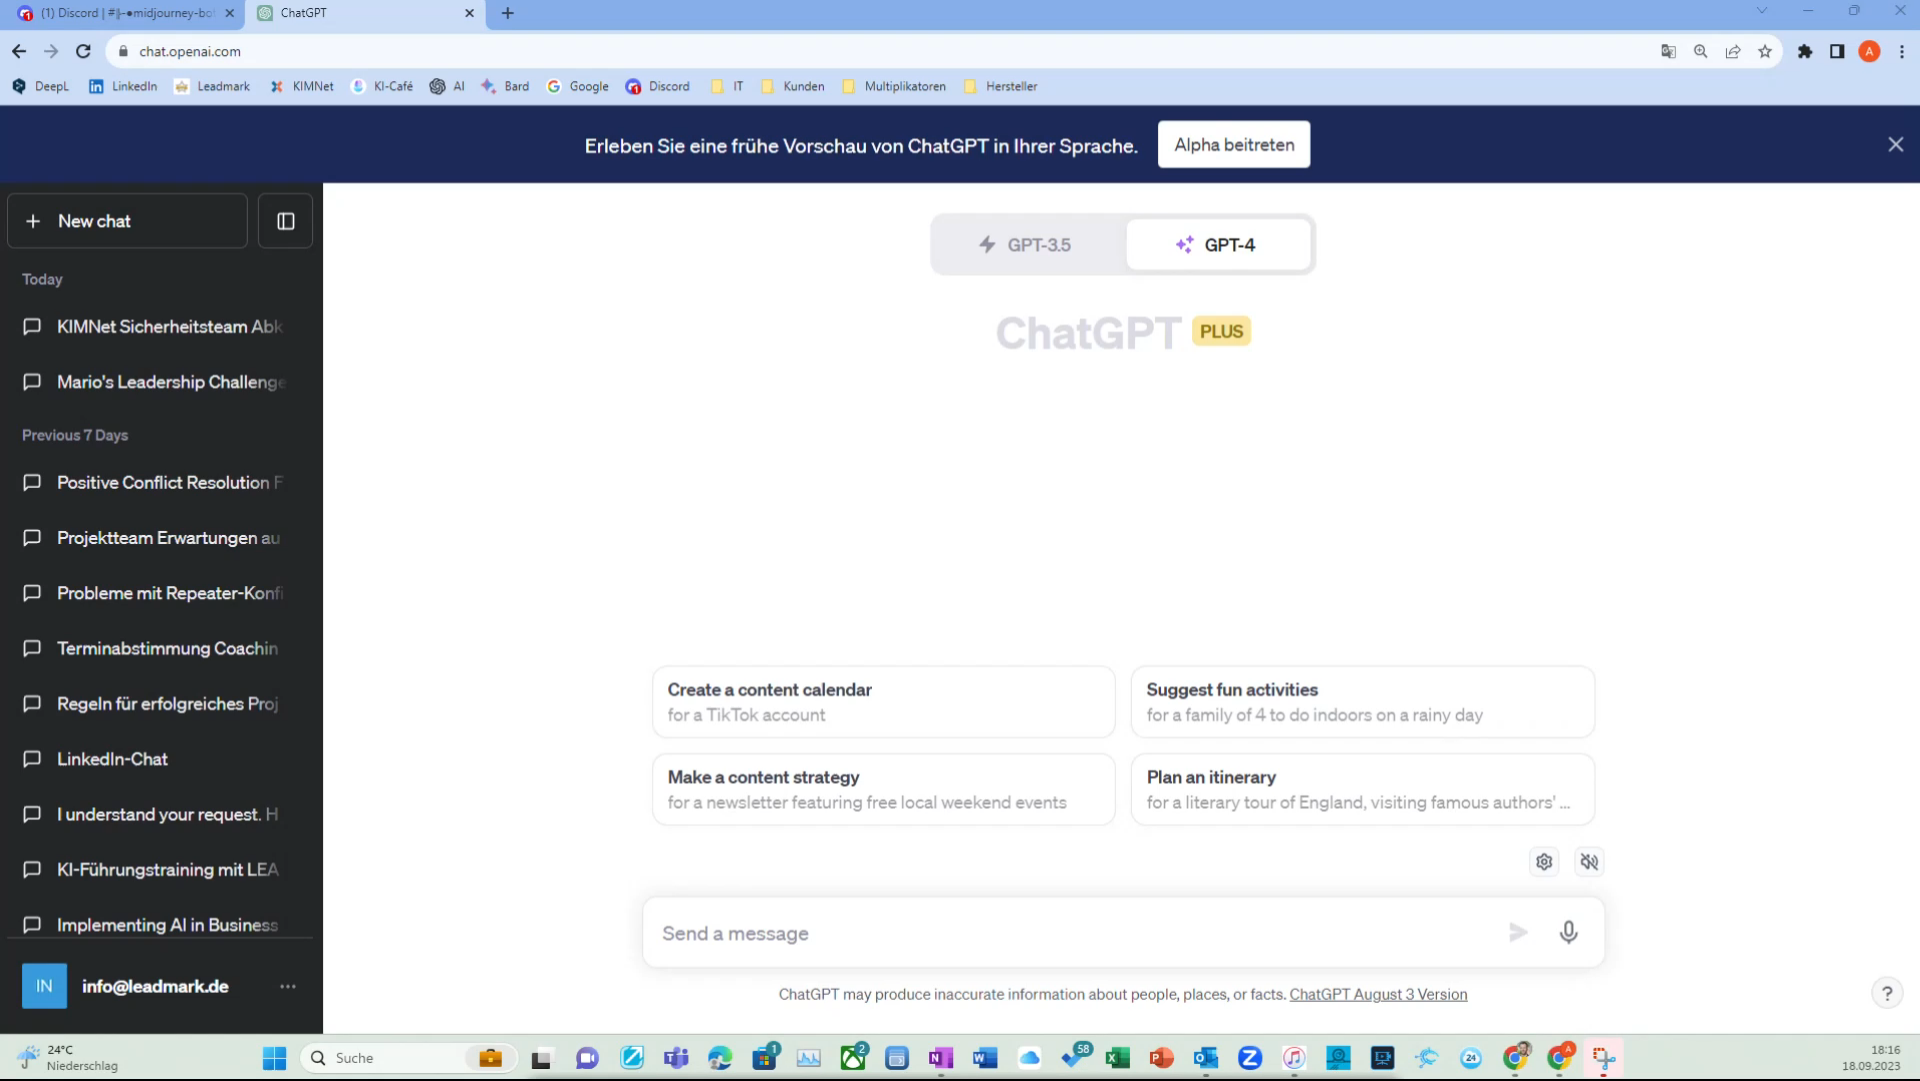 (1) Discord | #╟-●midjourney-bo
ChatGPT
chat.openai.com
A
DeepL
LinkedIn
Leadmark
KIMNet
KI-Café
AI
Bard
Google
Discord
IT
Kunden
Multiplikatoren
Hersteller
Erleben Sie eine frühe Vorschau von ChatGPT in Ihrer Sprache.
Alpha beitreten
New chat
Today
KIMNet Sicherheitsteam Abk
Mario's Leadership Challenge
Previous 7 Days
Positive Conflict Resolution F
Projektteam Erwartungen au
Probleme mit Repeater-Konfi
Terminabstimmung Coachin
Regeln für erfolgreiches Proj
LinkedIn-Chat
I understand your request. H
KI-Führungstraining mit LEA
Implementing AI in Business
IN
info@leadmark.de
GPT-3.5
GPT-4
ChatGPT PLUS
Create a content calendar
for a TikTok account
Suggest fun activities
for a family of 4 to do indoors on a rainy day
Make a content strategy
for a newsletter featuring free local weekend events
Plan an itinerary
for a literary tour of England, visiting famous authors' ...
Send a message
ChatGPT may produce inaccurate information about people, places, or facts. ChatGPT August 3 Version
?
24°C
Niederschlag
Suche
1
2
58
24
18:16
18.09.2023